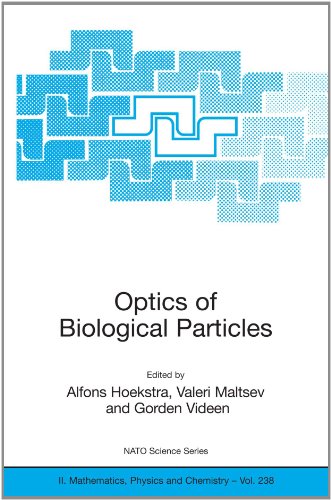 Optics of
Biological Particles
Edited by
Alfons Hoekstra, Valeri Maltsev
and Gorden Videen
NATO Science Series
II. Mathematics, Physics and Chemistry – Vol. 238